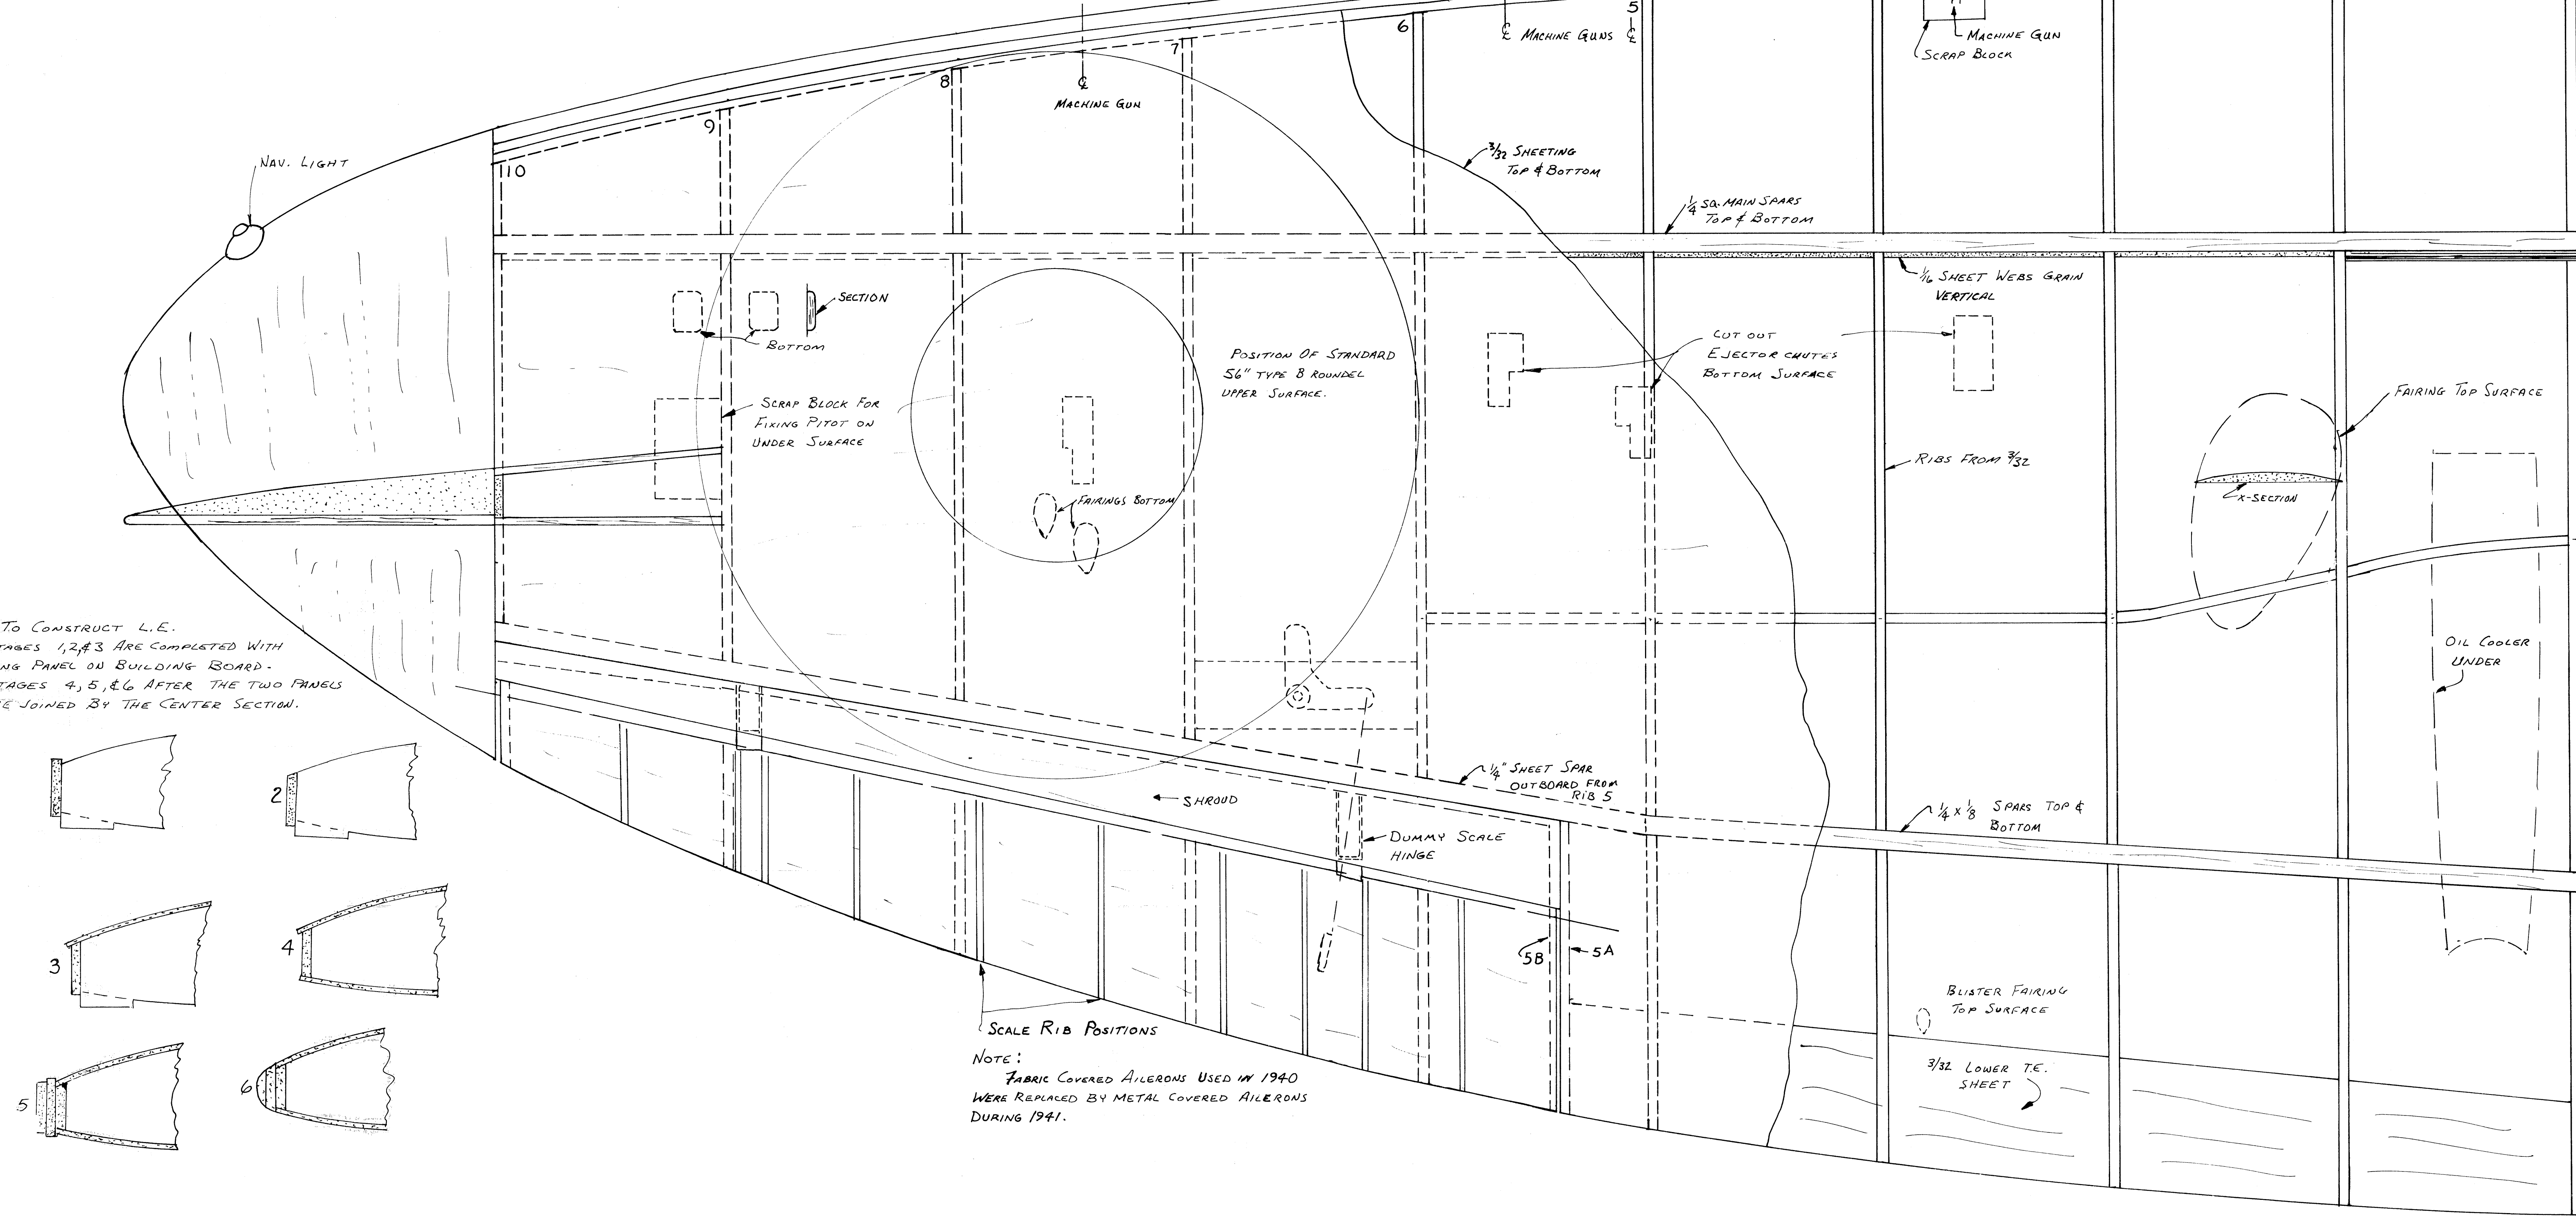 5
6
℄ MACHINE GUNS ℄
MACHINE GUN
SCRAP BLOCK
7
8
℄
MACHINE GUN
9
10
NAV. LIGHT
3/32 SHEETING
TOP & BOTTOM
1/4 SQ. MAIN SPARS
TOP & BOTTOM
1/16 SHEET WEBS GRAIN
VERTICAL
SECTION
BOTTOM
POSITION OF STANDARD
56" TYPE B ROUNDEL
UPPER SURFACE.
CUT OUT
EJECTOR CHUTES
BOTTOM SURFACE
SCRAP BLOCK FOR
FIXING PITOT ON
UNDER SURFACE
FAIRING TOP SURFACE
RIBS FROM 3/32
X-SECTION
FAIRINGS BOTTOM
TO CONSTRUCT L.E.
TAGES 1,2,&3 ARE COMPLETED WITH
NG PANEL ON BUILDING BOARD.
TAGES 4,5,&6 AFTER THE TWO PANELS
E JOINED BY THE CENTER SECTION.
OIL COOLER
UNDER
1/4" SHEET SPAR
OUTBOARD FROM
RIB 5
SHROUD
1/4 x 1/8 SPARS TOP &
BOTTOM
DUMMY SCALE
HINGE
2
3
4
5B
5A
5
6
SCALE RIB POSITIONS
NOTE:
FABRIC COVERED AILERONS USED IN 1940
WERE REPLACED BY METAL COVERED AILERONS
DURING 1941.
BLISTER FAIRING
TOP SURFACE
3/32 LOWER T.E.
SHEET